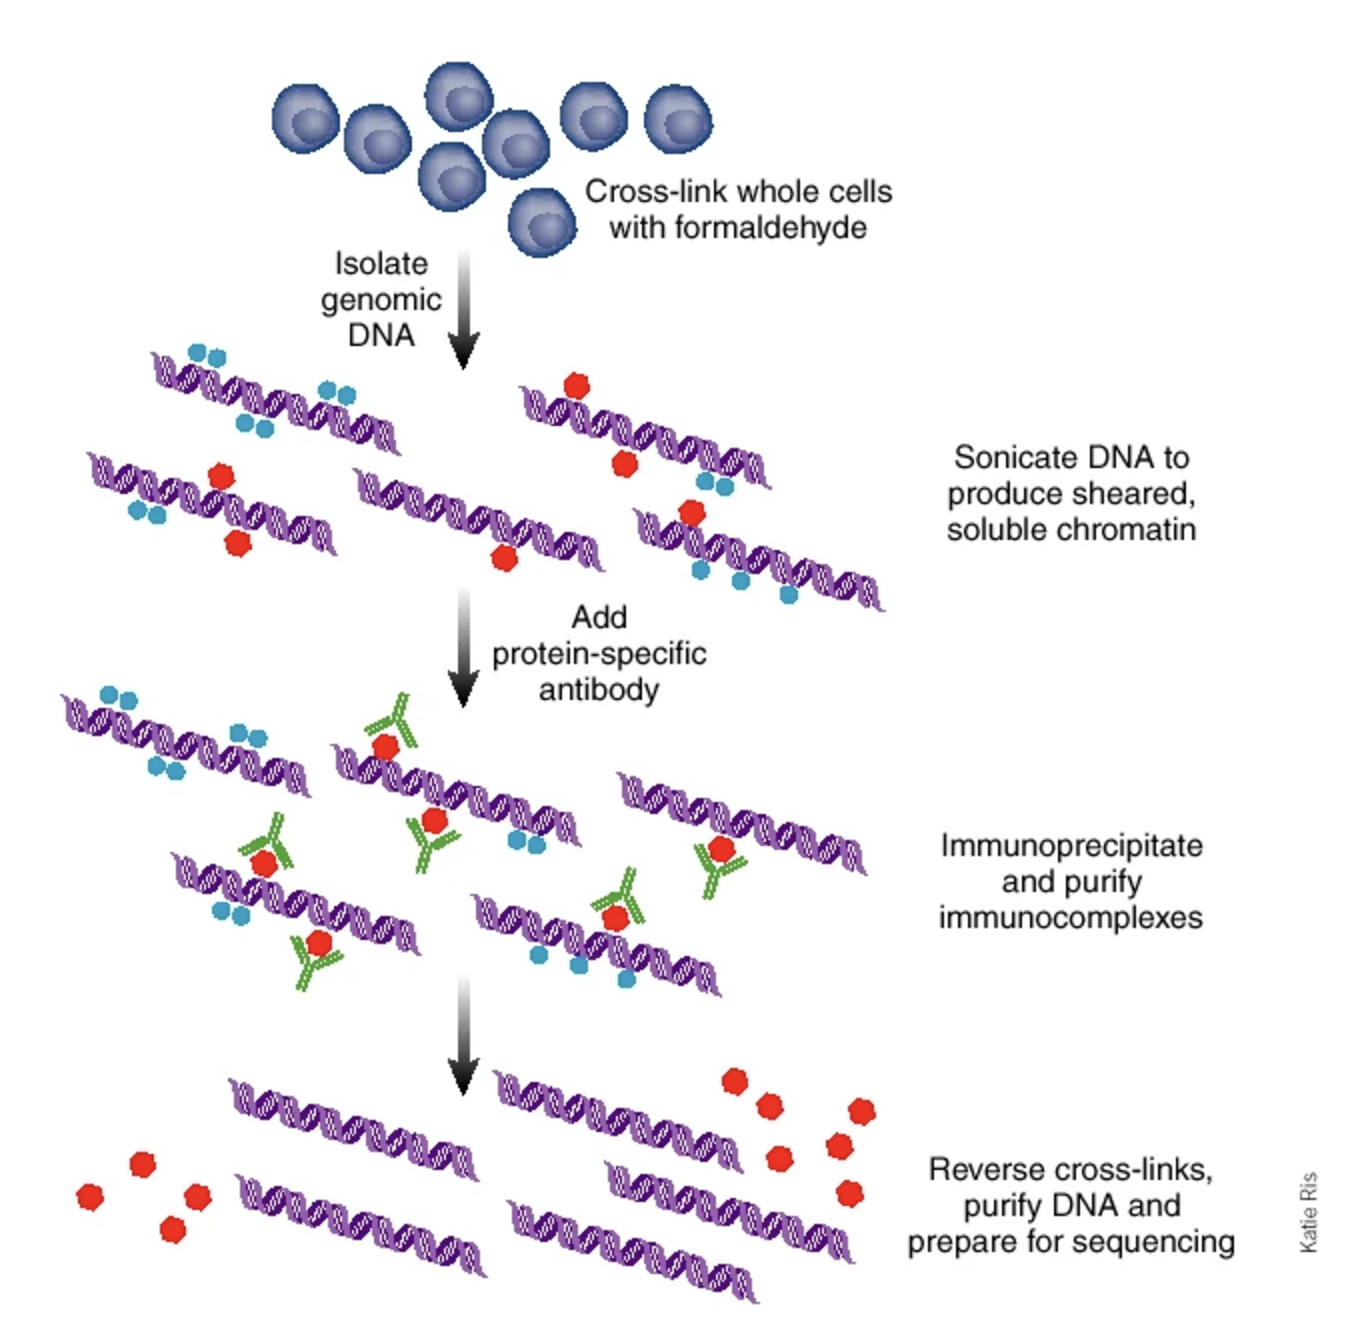 Cross-link whole cells
with formaldehyde
Isolate
genomic
DNA
Sonicate DNA to
produce sheared,
soluble chromatin
Add
protein-specific
antibody
Immunoprecipitate
and purify
immunocomplexes
Reverse cross-links,
purify DNA and
prepare for sequencing
Katie Ris